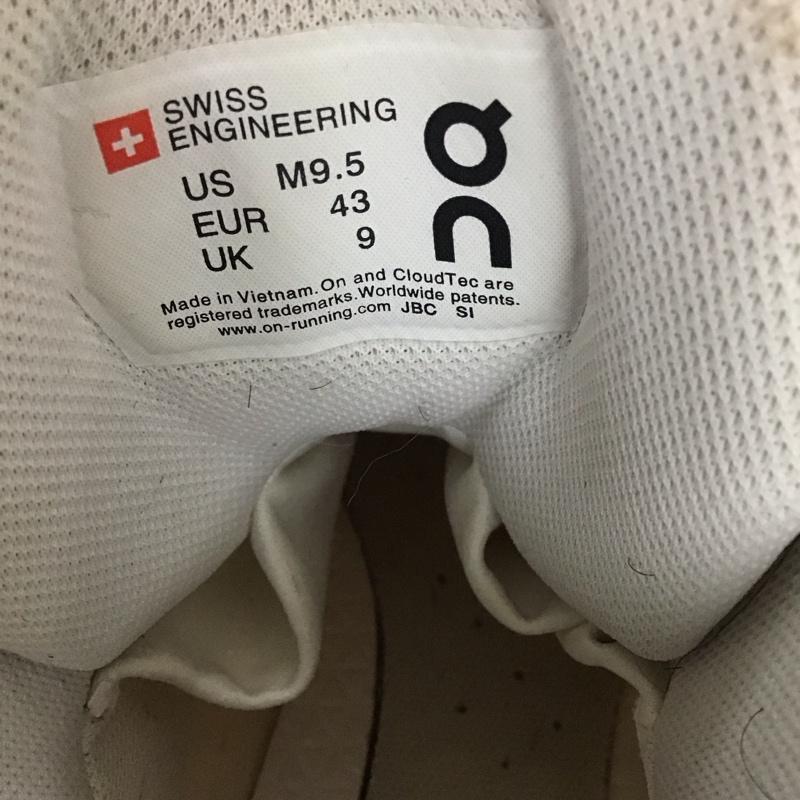 SWISS
ENGINEERING
US M9.5
EUR 43
UK 9
Made in Vietnam.On and CloudTec are
registered trademarks.Worldwide patents.
www.on-running.com JBC SI
On